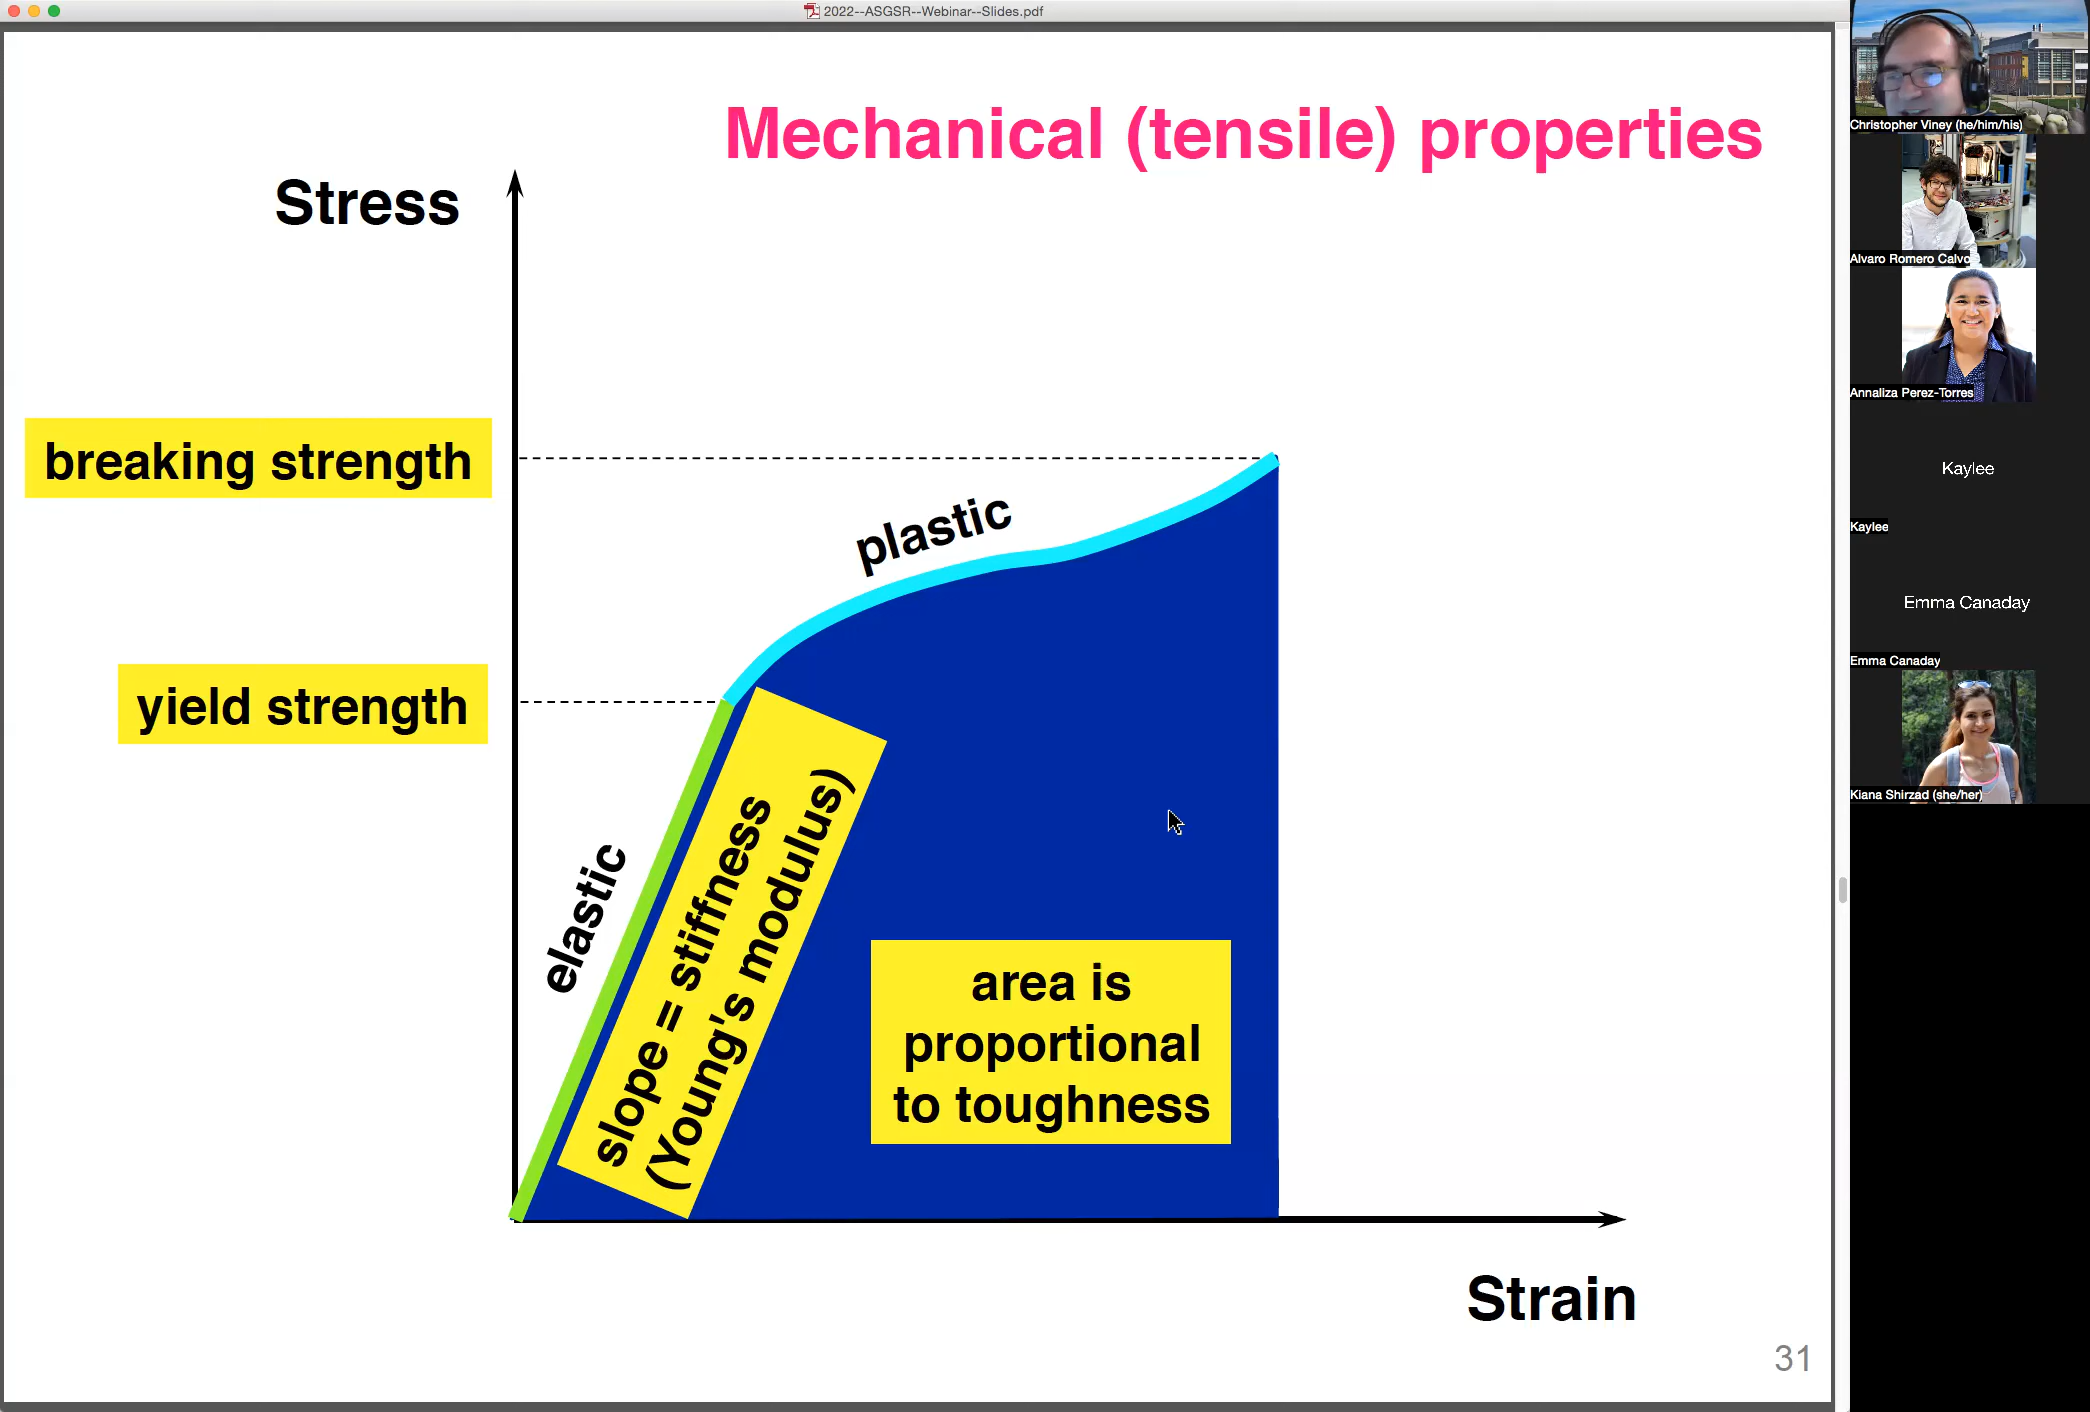 2022--ASGSR--Webinar--Slides.pdf
Mechanical (tensile) properties
Stress
breaking strength
plastic
yield strength
elastic
slope = stiffness
(Young's modulus)
area is
proportional
to toughness
Strain
31
Christopher Viney (he/him/his)
Alvaro Romero Calvo
Annaliza Perez-Torres
Kaylee
Kaylee
Emma Canaday
Emma Canaday
Kiana Shirzad (she/her)